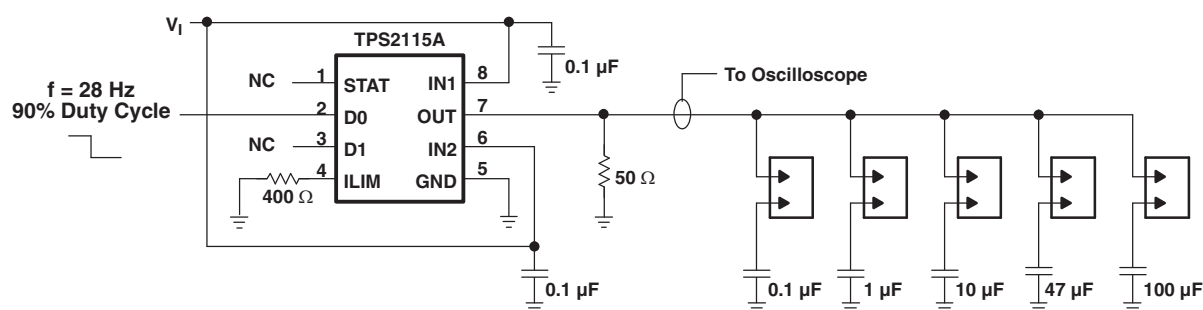 VI
TPS2115A
0.1 µF
NC
1
STAT
IN1
8
To Oscilloscope
f = 28 Hz
90% Duty Cycle
2
D0
OUT
7
NC
3
D1
IN2
6
400 Ω
4
ILIM
GND
5
50 Ω
0.1 µF
0.1 µF
1 µF
10 µF
47 µF
100 µF